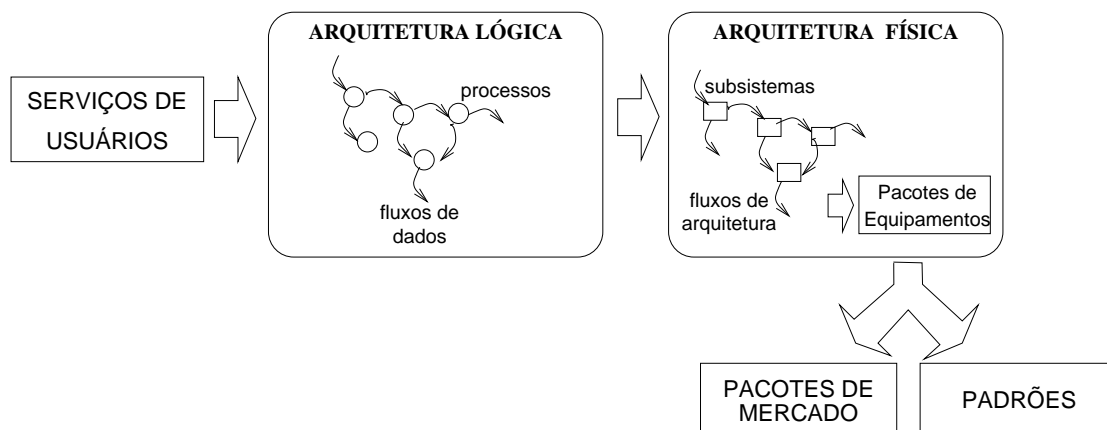 SERVIÇOS DE
USUÁRIOS
ARQUITETURA LÓGICA
processos
fluxos de
dados
ARQUITETURA FÍSICA
subsistemas
fluxos de
arquitetura
Pacotes de
Equipamentos
PACOTES DE
MERCADO
PADRÕES